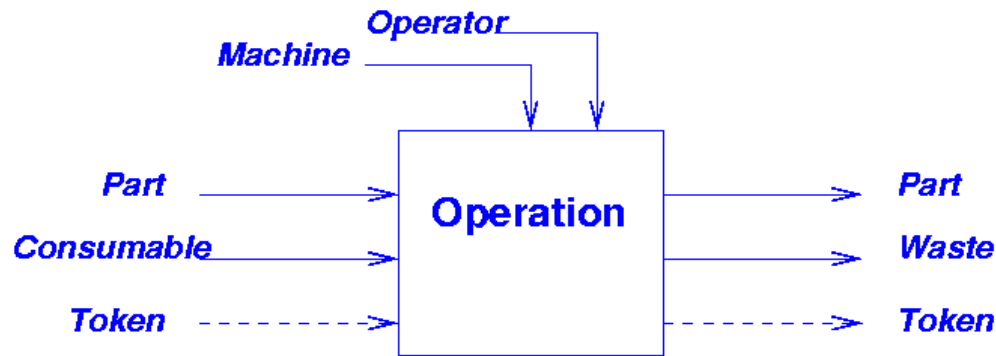 Operator
Machine
Part
Operation
Part
Consumable
Waste
Token
Token